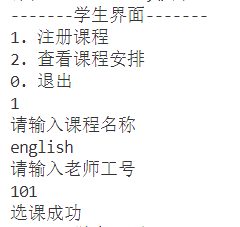 -------学生界面-------
1. 注册课程
2. 查看课程安排
0. 退出
1
请输入课程名称
english
请输入老师工号
101
选课成功